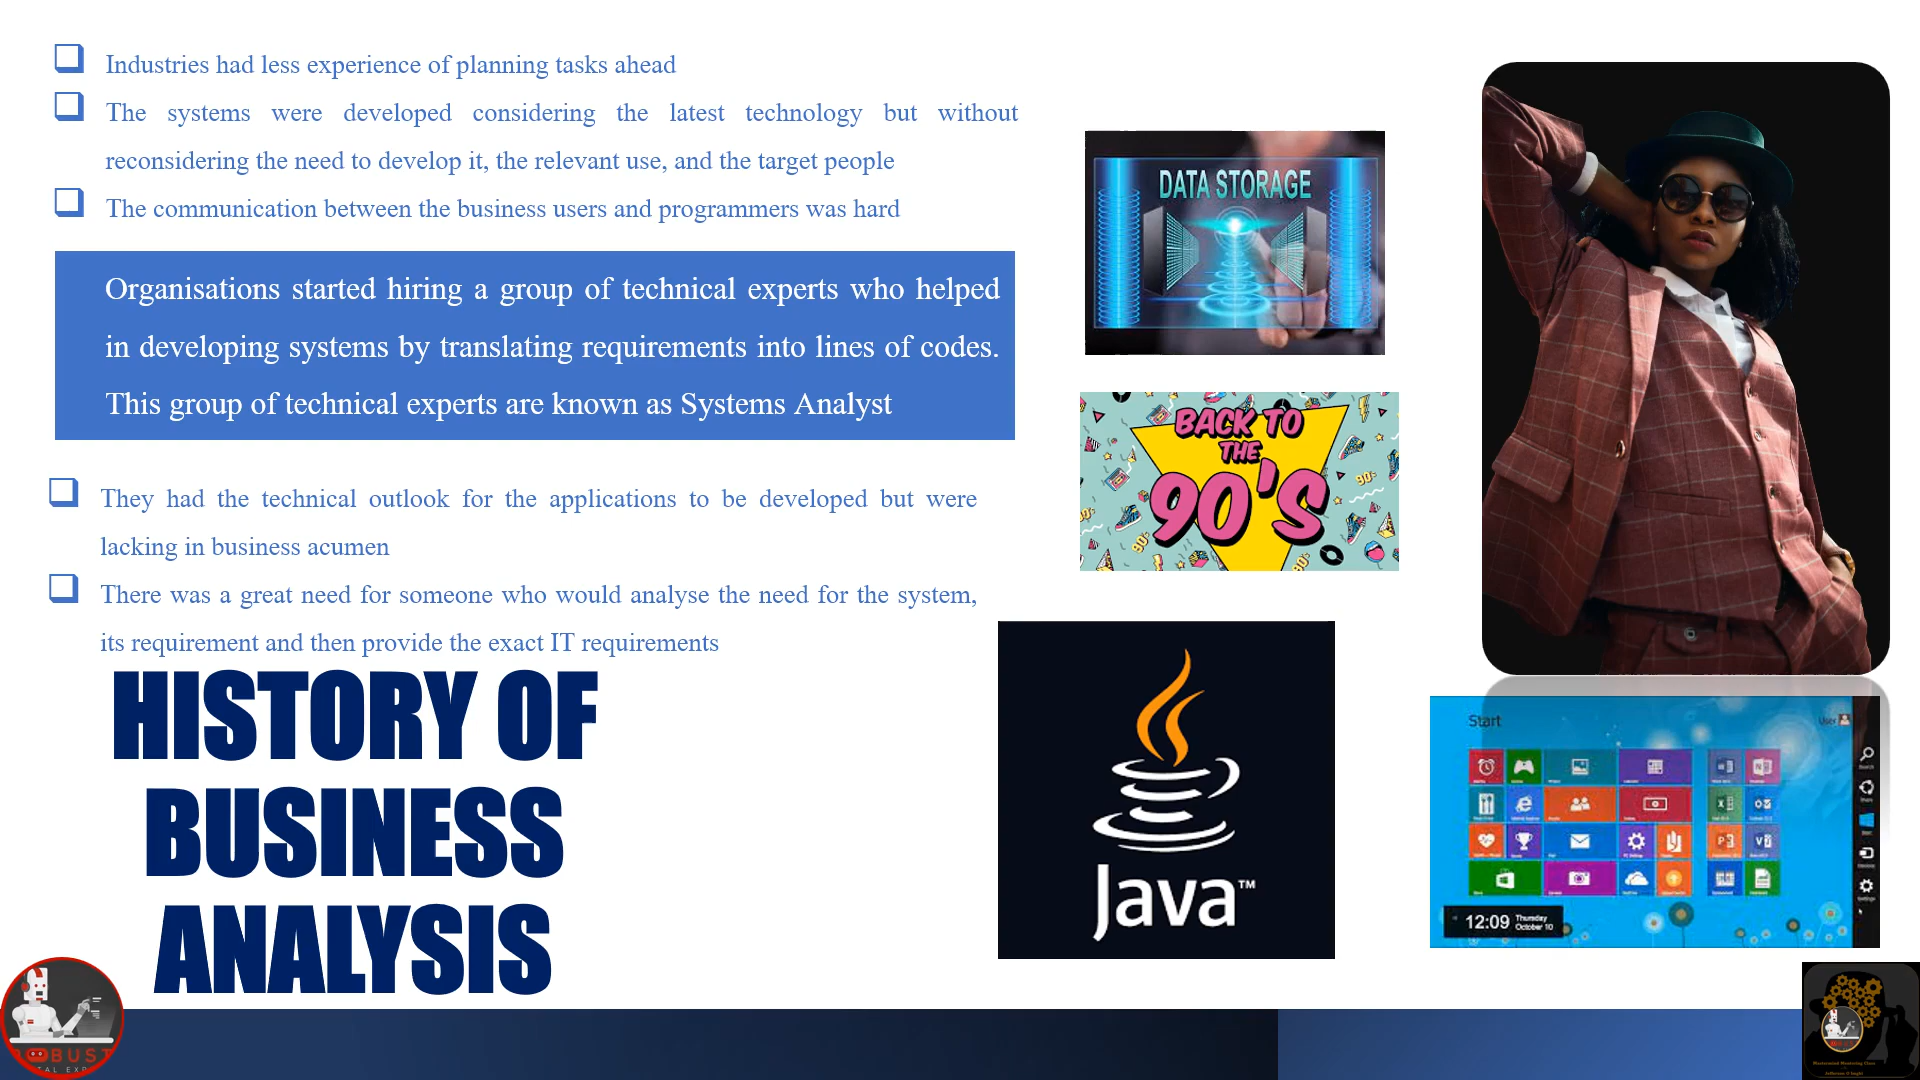 Industries had less experience of planning tasks ahead
The systems were developed considering the latest technology but without
reconsidering the need to develop it, the relevant use, and the target people
The communication between the business users and programmers was hard
Organisations started hiring a group of technical experts who helped
in developing systems by translating requirements into lines of codes.
This group of technical experts are known as Systems Analyst
They had the technical outlook for the applications to be developed but were
lacking in business acumen
There was a great need for someone who would analyse the need for the system,
its requirement and then provide the exact IT requirements
HISTORY OF
BUSINESS
ANALYSIS
DATA STORAGE
BACK TO
THE
90'S
Java™
Start
User
12:09
Thursday
October 10
ROBUST